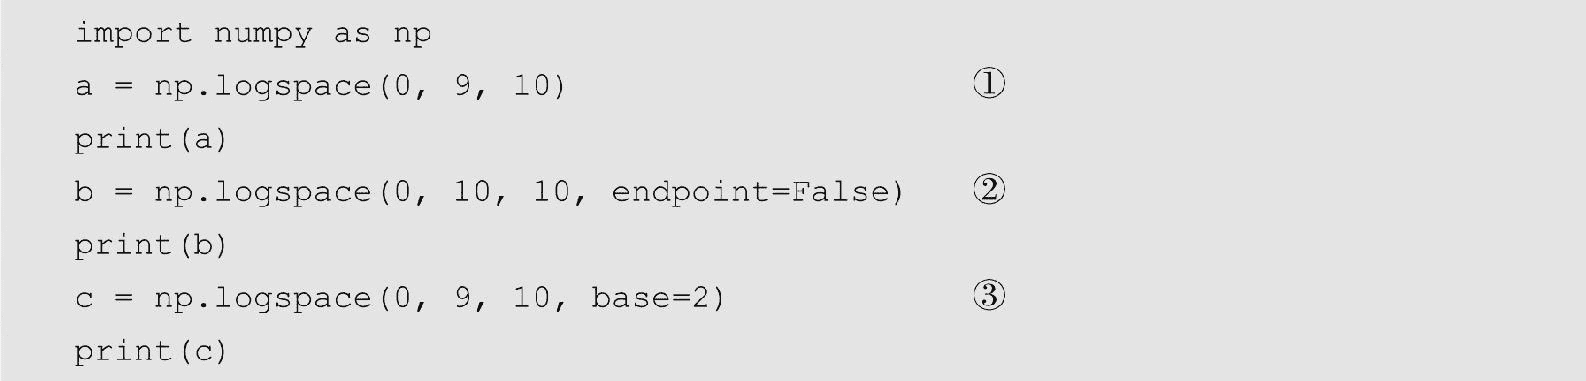 import numpy as np
a = np.logspace(0, 9, 10) ①
print(a)
b = np.logspace(0, 10, 10, endpoint=False) ②
print(b)
c = np.logspace(0, 9, 10, base=2) ③
print(c)